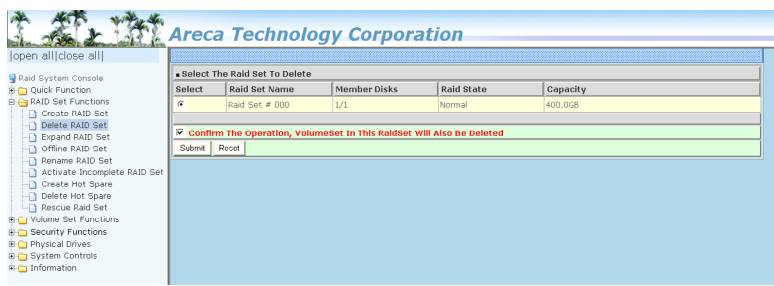 Areca Technology Corporation
|open all|close all|
Raid System Console
Quick Function
RAID Set Functions
Create RAID Set
Delete RAID Set
Expand RAID Set
Offline RAID Set
Rename RAID Set
Activate Incomplete RAID Set
Create Hot Spare
Delete Hot Spare
Rescue Raid Set
Volume Set Functions
Security Functions
Physical Drives
System Controls
Information
Select The Raid Set To Delete
Select Raid Set Name Member Disks Raid State Capacity
Raid Set # 000 1/1 Normal 400.0GB
Confirm The Operation, VolumeSet In This RaidSet Will Also Be Deleted
Submit Reset